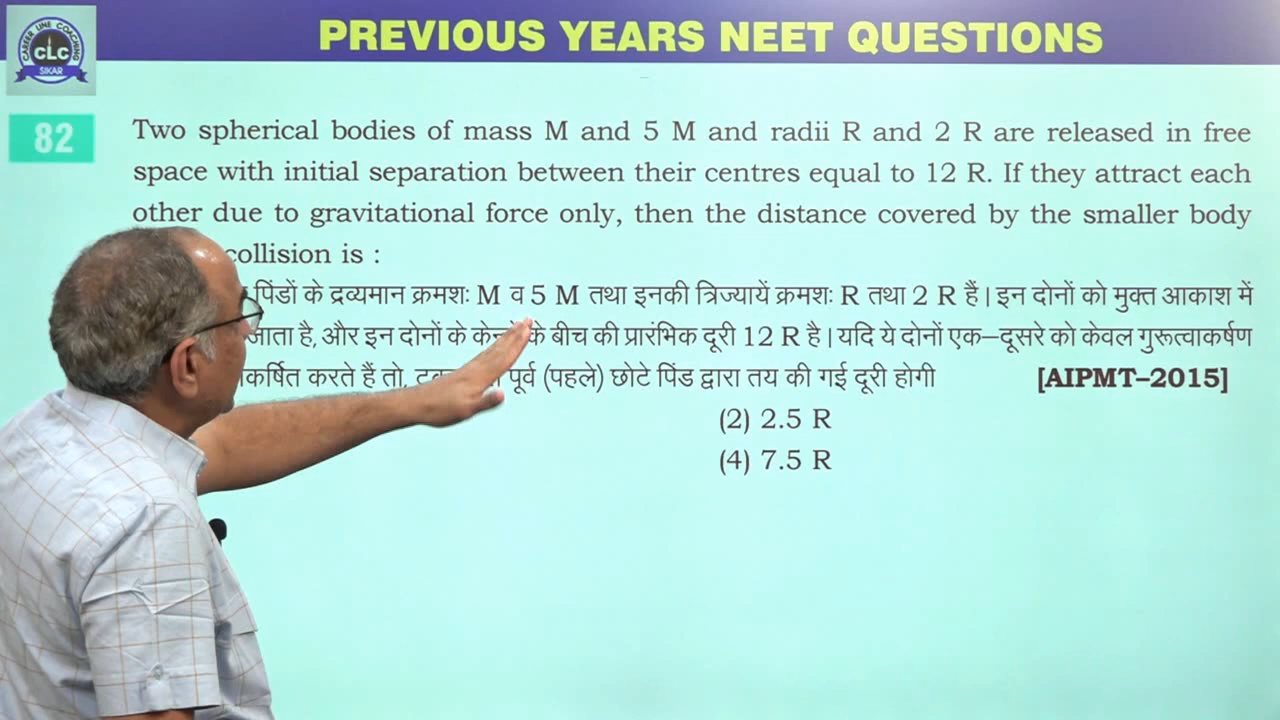 CAREER LINE COACHING
CLC
SIKAR
PREVIOUS YEARS NEET QUESTIONS
82
Two spherical bodies of mass M and 5 M and radii R and 2 R are released in free
space with initial separation between their centres equal to 12 R. If they attract each
other due to gravitational force only, then the distance covered by the smaller body
collision is :
पिंडों के द्रव्यमान क्रमशः M व 5 M तथा इनकी त्रिज्यायें क्रमशः R तथा 2 R हैं। इन दोनों को मुक्त आकाश में
है, और इन दोनों के के बीच की प्रारंभिक दूरी 12 R है। यदि ये दोनों एक–दूसरे को केवल गुरूत्वाकर्षण
करते हैं तो, पूर्व (पहले) छोटे पिंड द्वारा तय की गई दूरी होगी [AIPMT–2015]
(2) 2.5 R
(4) 7.5 R